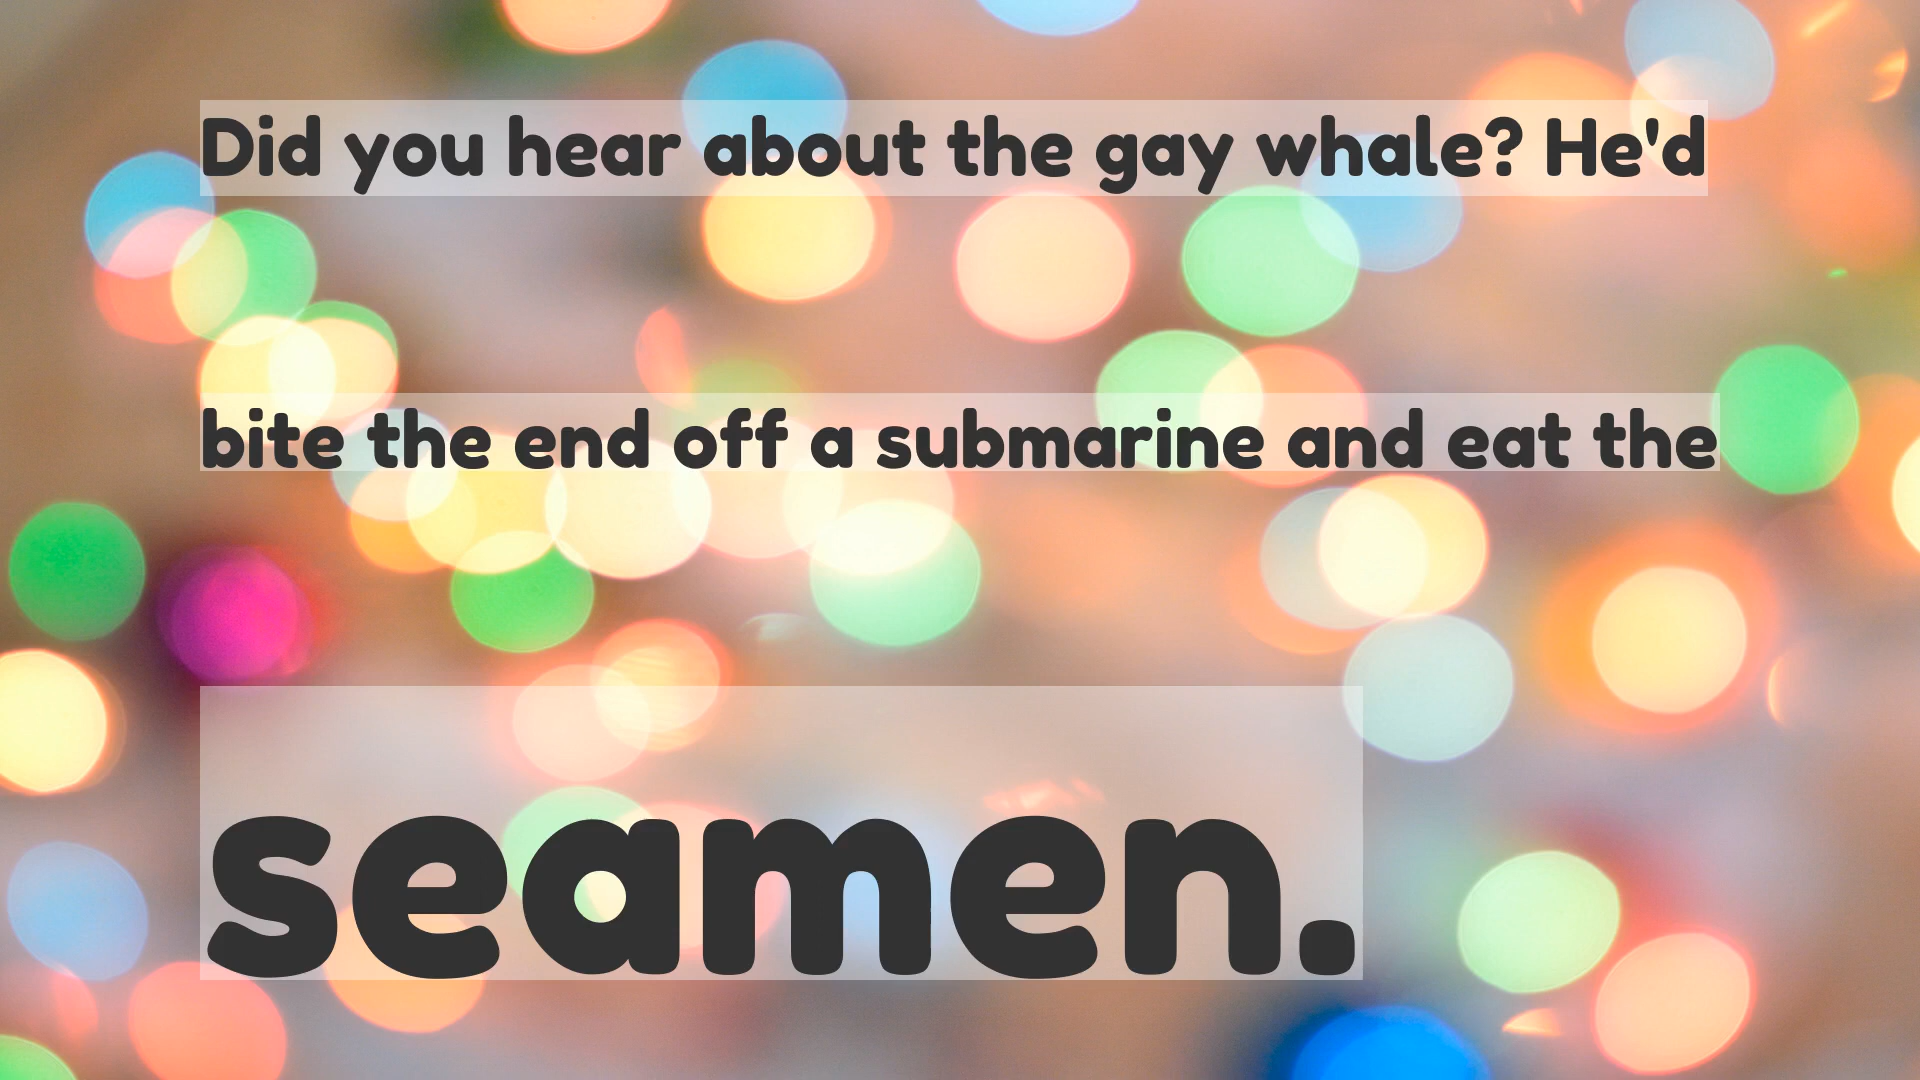 Did you hear about the gay whale? He'd
bite the end off a submarine and eat the
seamen.